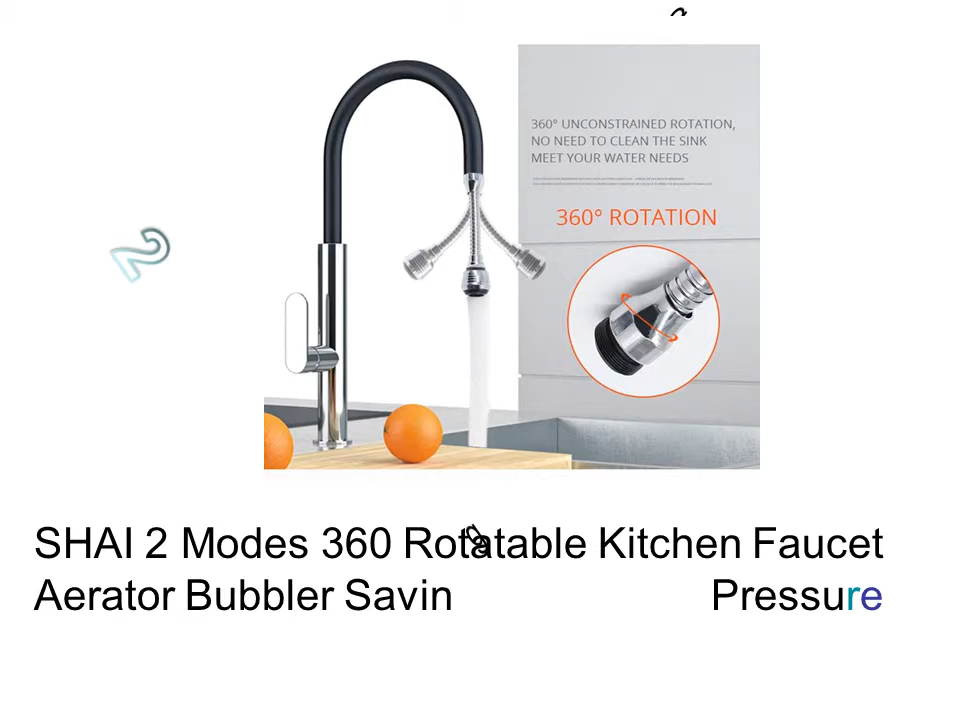 360° UNCONSTRAINED ROTATION,
NO NEED TO CLEAN THE SINK
MEET YOUR WATER NEEDS
360° ROTATION
2
SHAI 2 Modes 360 Rotatable Kitchen Faucet
Aerator Bubbler Savin Pressure